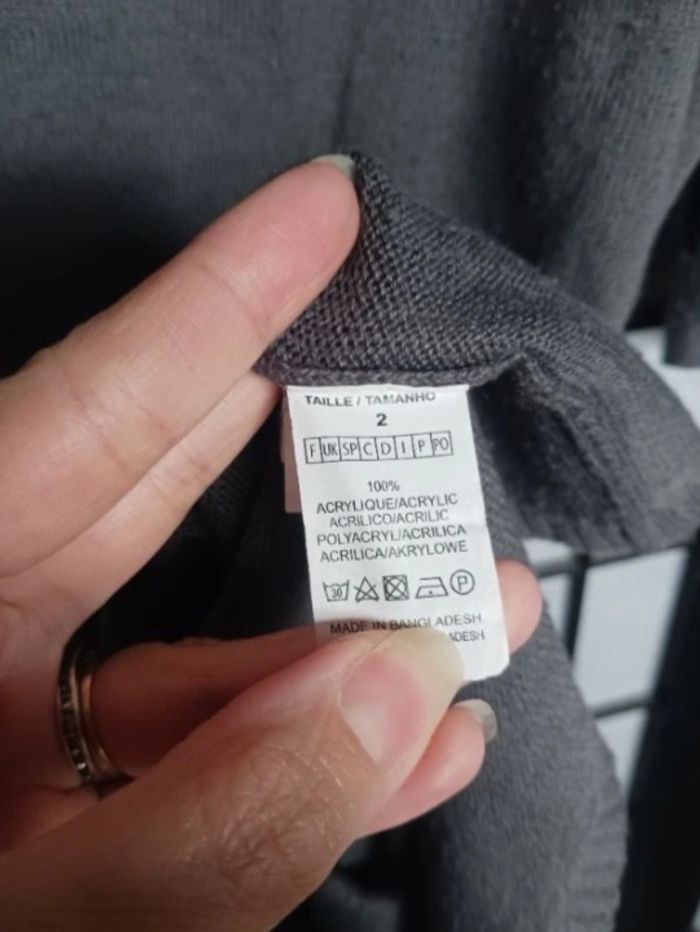 TAILLE / TAMANHO
2
F UK SP C D I P PO
100%
ACRYLIQUE/ACRYLIC
ACRILICO/ACRILIC
POLYACRYL/ACRILICA
ACRILICA/AKRYLOWE
30 P
MADE IN BANGLADESH
ADESH